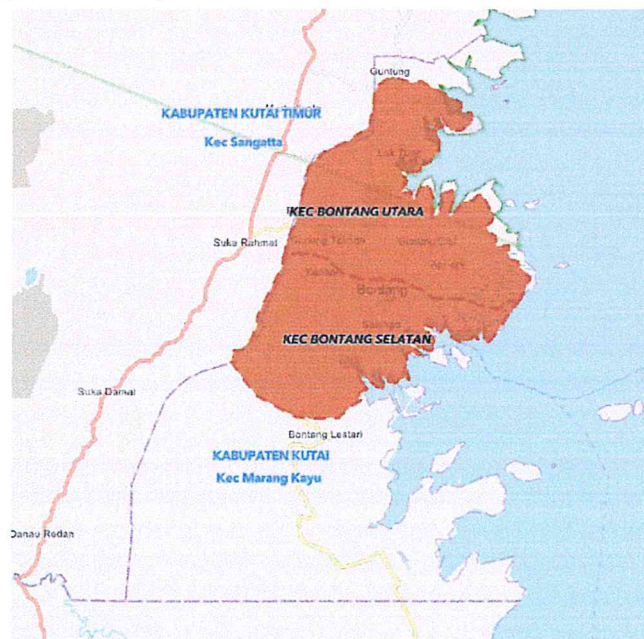 Guntung
KABUPATEN KUTAI TIMUR
Kec Sangatta
KEC BONTANG UTARA
Suka Rahmat
Bontang
KEC BONTANG SELATAN
Suka Damai
Bontang Lestari
KABUPATEN KUTAI
Kec Marang Kayu
Danau Redan